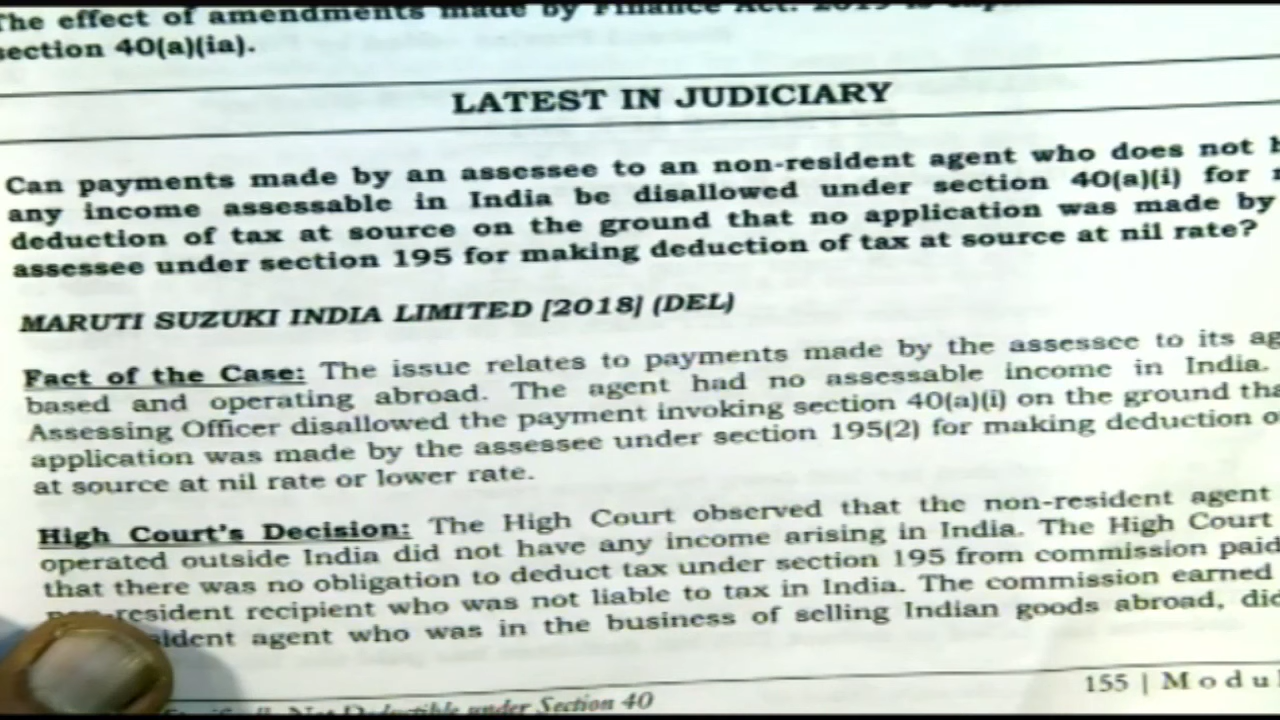 The effect of amendments made by Finance Act. 2019 is
section 40(a)(ia).
LATEST IN JUDICIARY
Can payments made by an assessee to an non-resident agent who does not
any income assessable in India be disallowed under section 40(a)(i) for
deduction of tax at source on the ground that no application was made by
assessee under section 195 for making deduction of tax at source at nil rate?
MARUTI SUZUKI INDIA LIMITED [2018] (DEL)
Fact of the Case: The issue relates to payments made by the assessee to its
based and operating abroad. The agent had no assessable income in India.
Assessing Officer disallowed the payment invoking section 40(a)(i) on the ground
application was made by the assessee under section 195(2) for making deduction
at source at nil rate or lower rate.
High Court's Decision: The High Court observed that the non-resident agent
operated outside India did not have any income arising in India. The High Court
that there was no obligation to deduct tax under section 195 from commission paid
resident recipient who was not liable to tax in India. The commission earned
agent who was in the business of selling Indian goods abroad,
155 | Modu
Not Deductible under Section 40